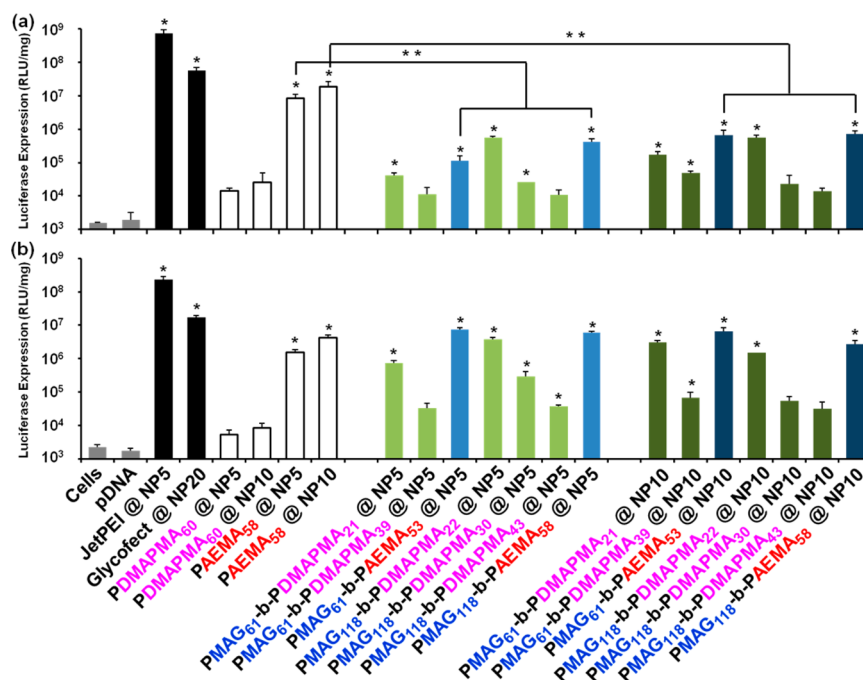 (a)
Luciferase Expression (RLU/mg)
10⁹
10⁸
10⁷
10⁶
10⁵
10⁴
10³
* * * * * * * * * * * * * * *
* *
* *
(b)
Luciferase Expression (RLU/mg)
10⁹
10⁸
10⁷
10⁶
10⁵
10⁴
10³
* * * * * * * * * * * * * * *
Cells
pDNA
JetPEI @ NP5
Glycofect @ NP20
PDMAPMA₆₀ @ NP5
PDMAPMA₆₀ @ NP10
PAEMA₅₈ @ NP5
PAEMA₅₈ @ NP10
PMAG₆₁-b-PDMAPMA₂₁ @ NP5
PMAG₆₁-b-PDMAPMA₃₉ @ NP5
PMAG₆₁-b-PAEMA₅₃ @ NP5
PMAG₁₁₈-b-PDMAPMA₂₂ @ NP5
PMAG₁₁₈-b-PDMAPMA₃₀ @ NP5
PMAG₁₁₈-b-PDMAPMA₄₃ @ NP5
PMAG₁₁₈-b-PAEMA₅₈ @ NP5
PMAG₆₁-b-PDMAPMA₂₁ @ NP10
PMAG₆₁-b-PDMAPMA₃₉ @ NP10
PMAG₆₁-b-PAEMA₅₃ @ NP10
PMAG₁₁₈-b-PDMAPMA₂₂ @ NP10
PMAG₁₁₈-b-PDMAPMA₃₀ @ NP10
PMAG₁₁₈-b-PDMAPMA₄₃ @ NP10
PMAG₁₁₈-b-PAEMA₅₈ @ NP10